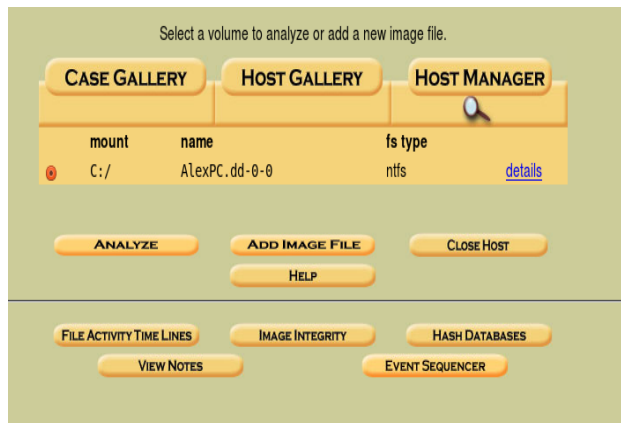 Select a volume to analyze or add a new image file.
CASE GALLERY HOST GALLERY HOST MANAGER
mount name fs type
C:/ AlexPC.dd-0-0 ntfs details
ANALYZE ADD IMAGE FILE CLOSE HOST
HELP
FILE ACTIVITY TIME LINES IMAGE INTEGRITY HASH DATABASES
VIEW NOTES EVENT SEQUENCER